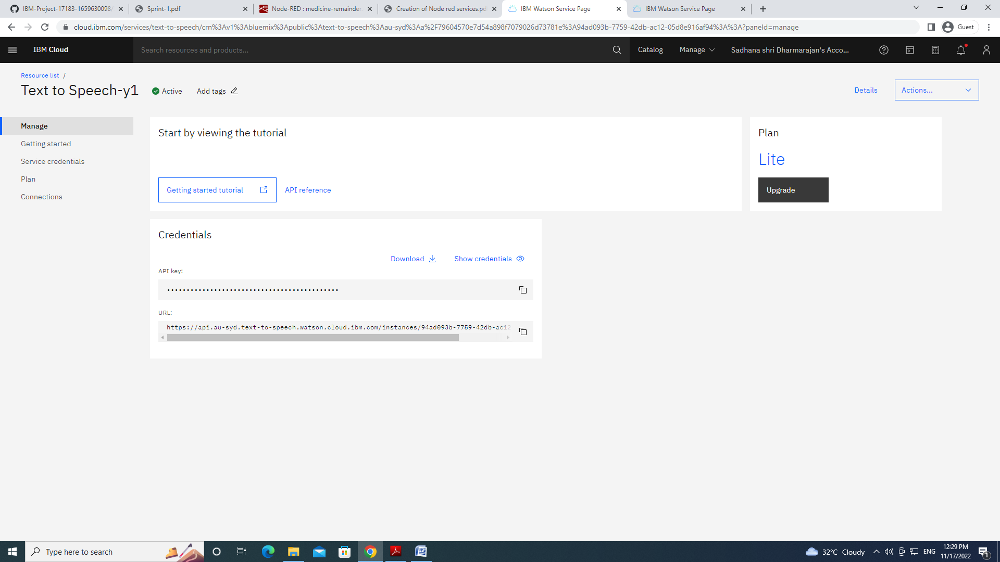 IBM-Project-17183-1659630098/
Sprint-1.pdf
Node-RED : medicine-remainder.
Creation of Node red services.pd
IBM Watson Service Page
IBM Watson Service Page
cloud.ibm.com/services/text-to-speech/crn%3Av1%3Abluemix%3Apublic%3Atext-to-speech%3Aau-syd%3Aa%2F79604570e7d54a898f7079026d73781e%3A94ad093b-7759-42db-ac12-05d8e916af94%3A%3A?paneId=manage
Guest
IBM Cloud
Search resources and products...
Catalog
Manage
Sadhana shri Dharmarajan's Acco...
Resource list /
Text to Speech-y1
Active
Add tags
Details
Actions...
Manage
Getting started
Service credentials
Plan
Connections
Start by viewing the tutorial
Getting started tutorial
API reference
Plan
Lite
Upgrade
Credentials
Download
Show credentials
API key:
••••••••••••••••••••••••••••••••••••••••••••
URL:
https://api.au-syd.text-to-speech.watson.cloud.ibm.com/instances/94ad093b-7759-42db-ac12
Type here to search
32°C Cloudy
ENG
12:29 PM
11/17/2022
1